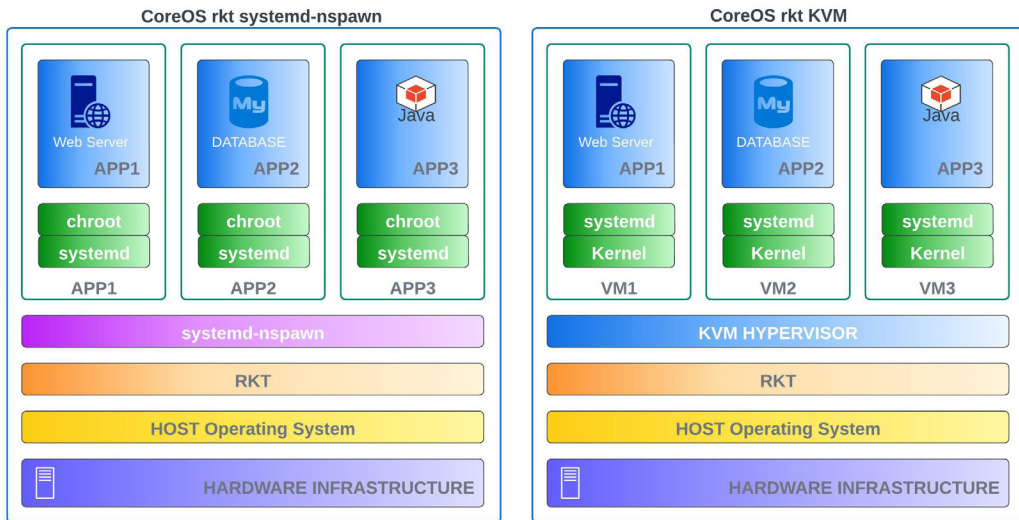 CoreOS rkt systemd-nspawn
Web Server
APP1
My
DATABASE
APP2
Java
APP3
chroot
systemd
APP1
chroot
systemd
APP2
chroot
systemd
APP3
systemd-nspawn
RKT
HOST Operating System
HARDWARE INFRASTRUCTURE
CoreOS rkt KVM
Web Server
APP1
My
DATABASE
APP2
Java
APP3
systemd
Kernel
VM1
systemd
Kernel
VM2
systemd
Kernel
VM3
KVM HYPERVISOR
RKT
HOST Operating System
HARDWARE INFRASTRUCTURE